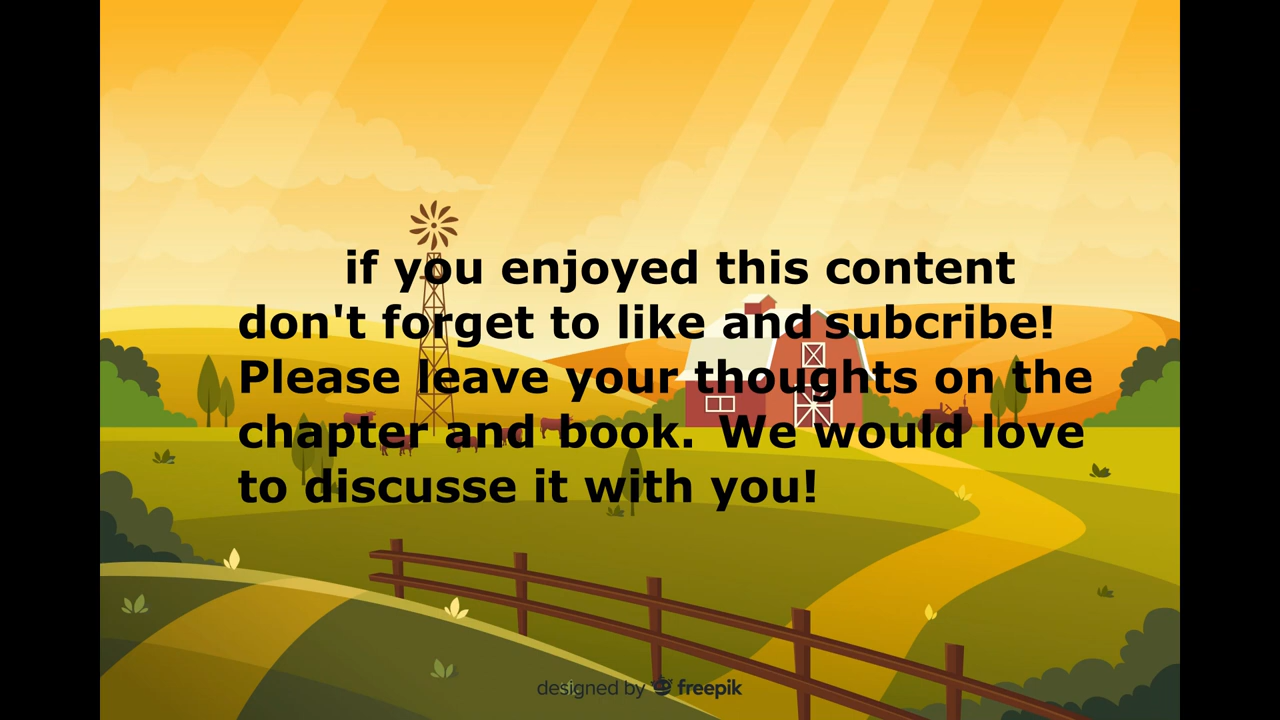 if you enjoyed this content
don't forget to like and subcribe!
Please leave your thoughts on the
chapter and book. We would love
to discusse it with you!
designed by freepik